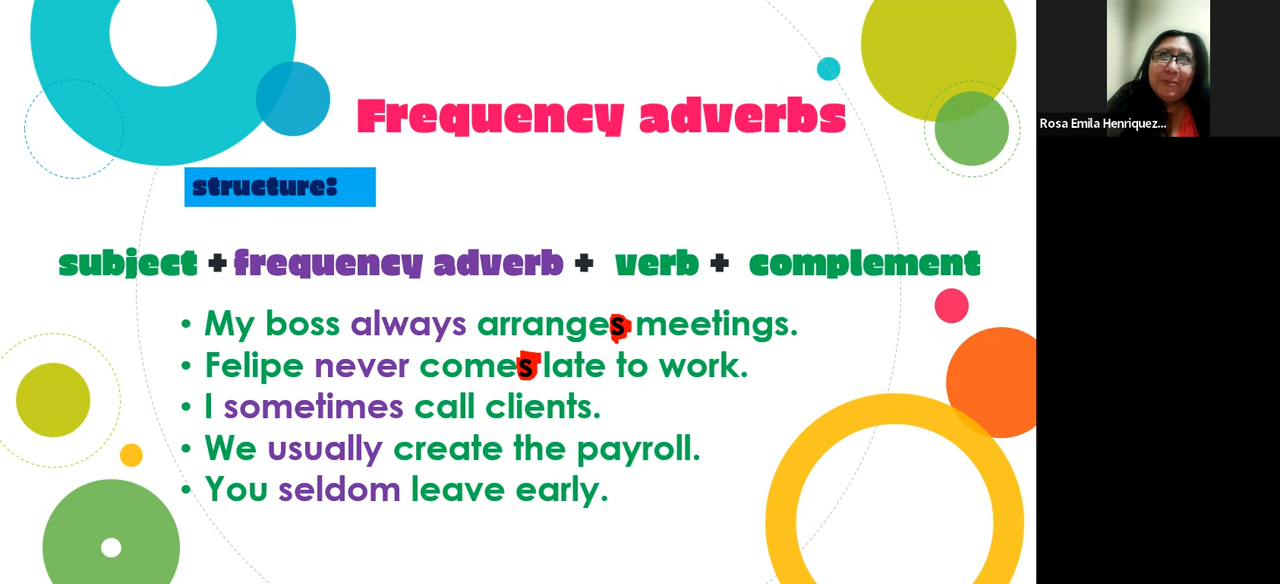 Frequency adverbs
structure:
subject + frequency adverb + verb + complement
• My boss always arranges meetings.
• Felipe never comes late to work.
• I sometimes call clients.
• We usually create the payroll.
• You seldom leave early.
Rosa Emila Henriquez...